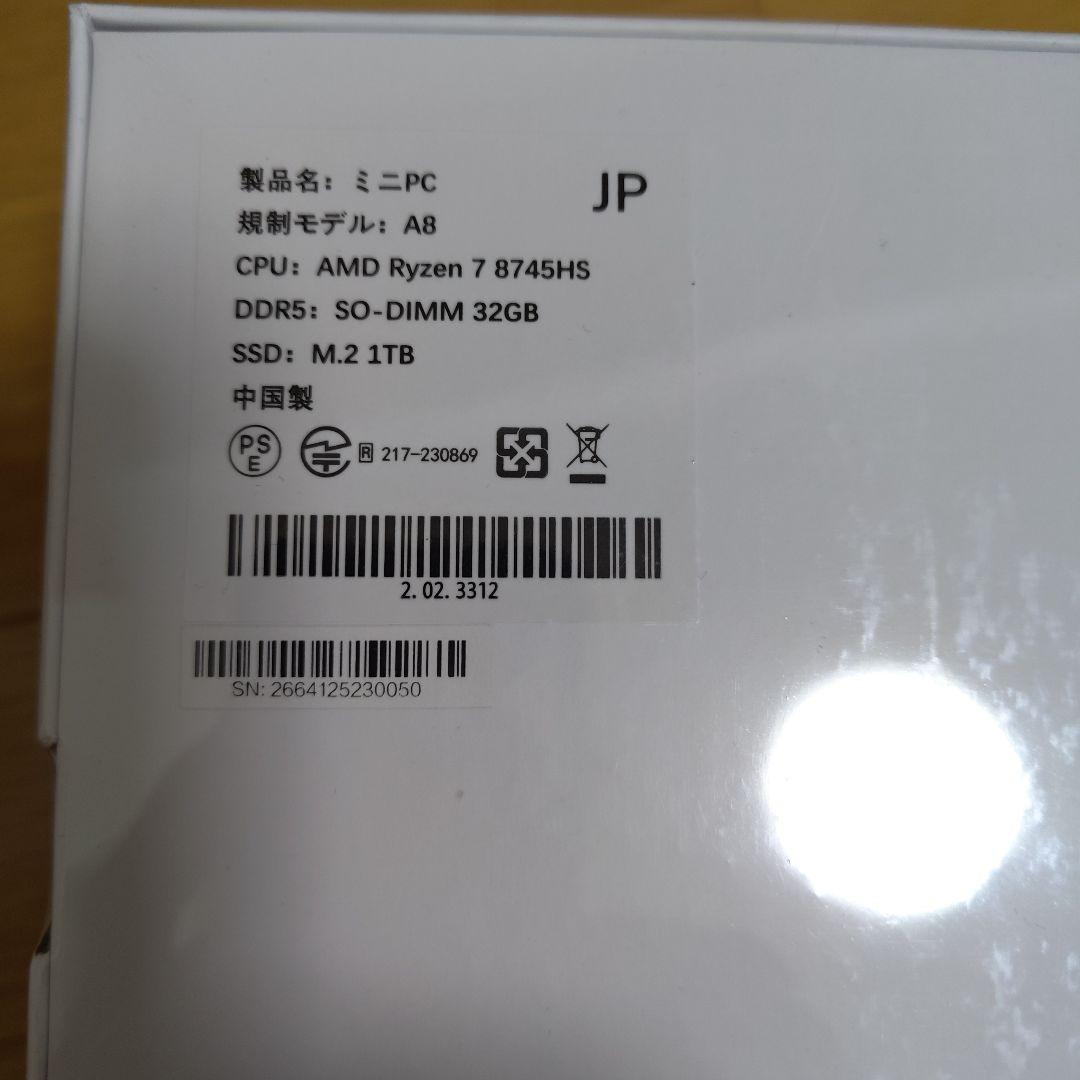 製品名：ミニPC
JP
規制モデル：A8
CPU：AMD Ryzen 7 8745HS
DDR5：SO-DIMM 32GB
SSD：M.2 1TB
中国製
PS
E
R 217-230869
2.02.3312
SN: 2664125230050